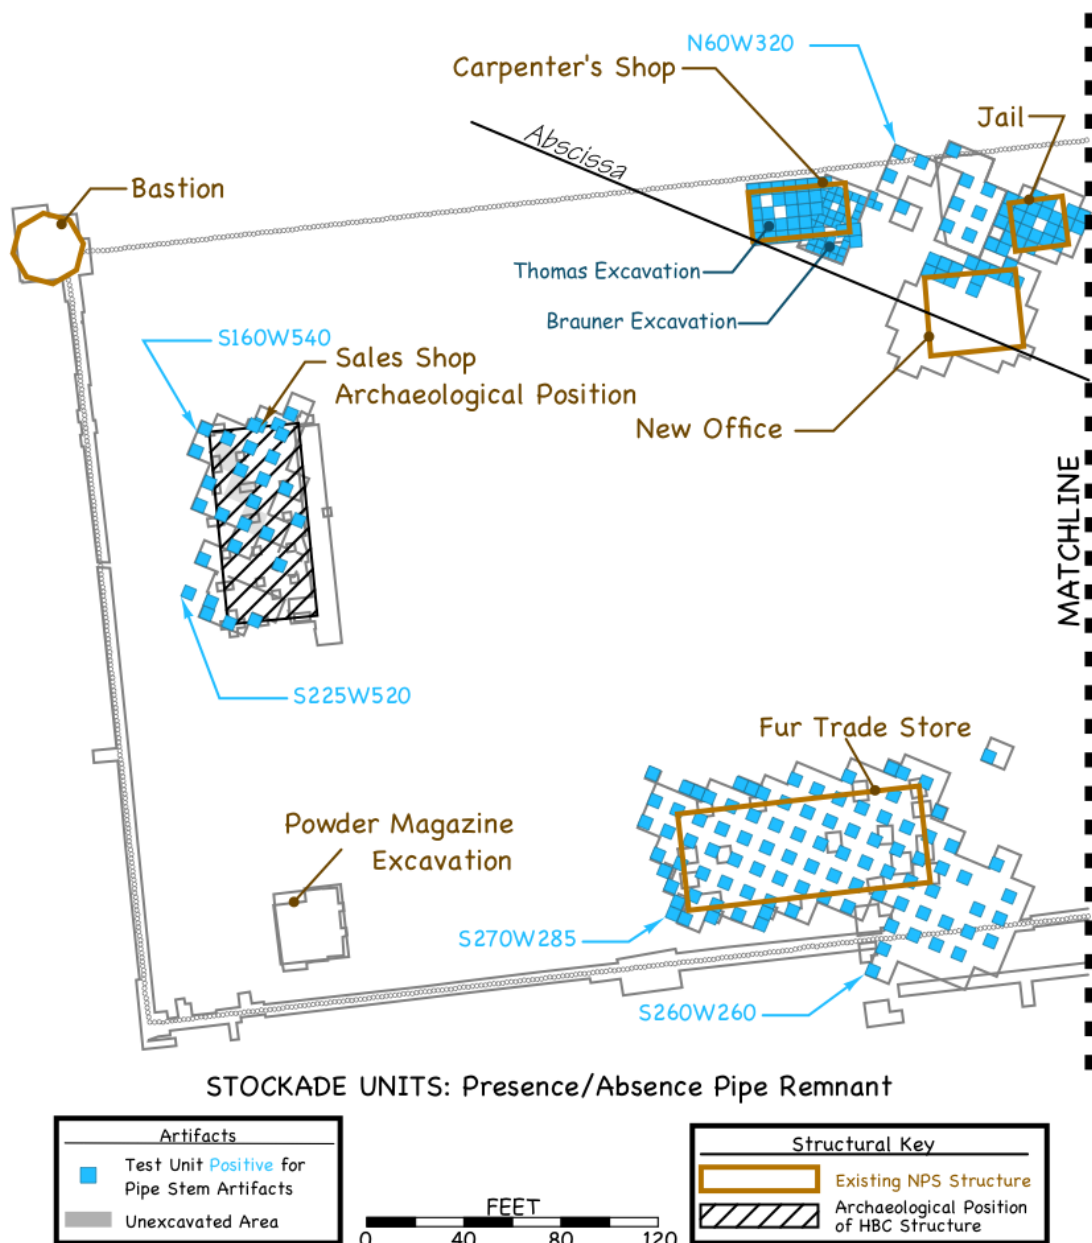 N60W320
Carpenter's Shop
Jail
Abscissa
Bastion
Thomas Excavation
Brauner Excavation
S160W540
Sales Shop
Archaeological Position
New Office
MATCHLINE
S225W520
Fur Trade Store
Powder Magazine
Excavation
S270W285
S260W260
STOCKADE UNITS: Presence/Absence Pipe Remnant
Artifacts
Test Unit Positive for
Pipe Stem Artifacts
Unexcavated Area
FEET
0 40 80 120
Structural Key
Existing NPS Structure
Archaeological Position
of HBC Structure